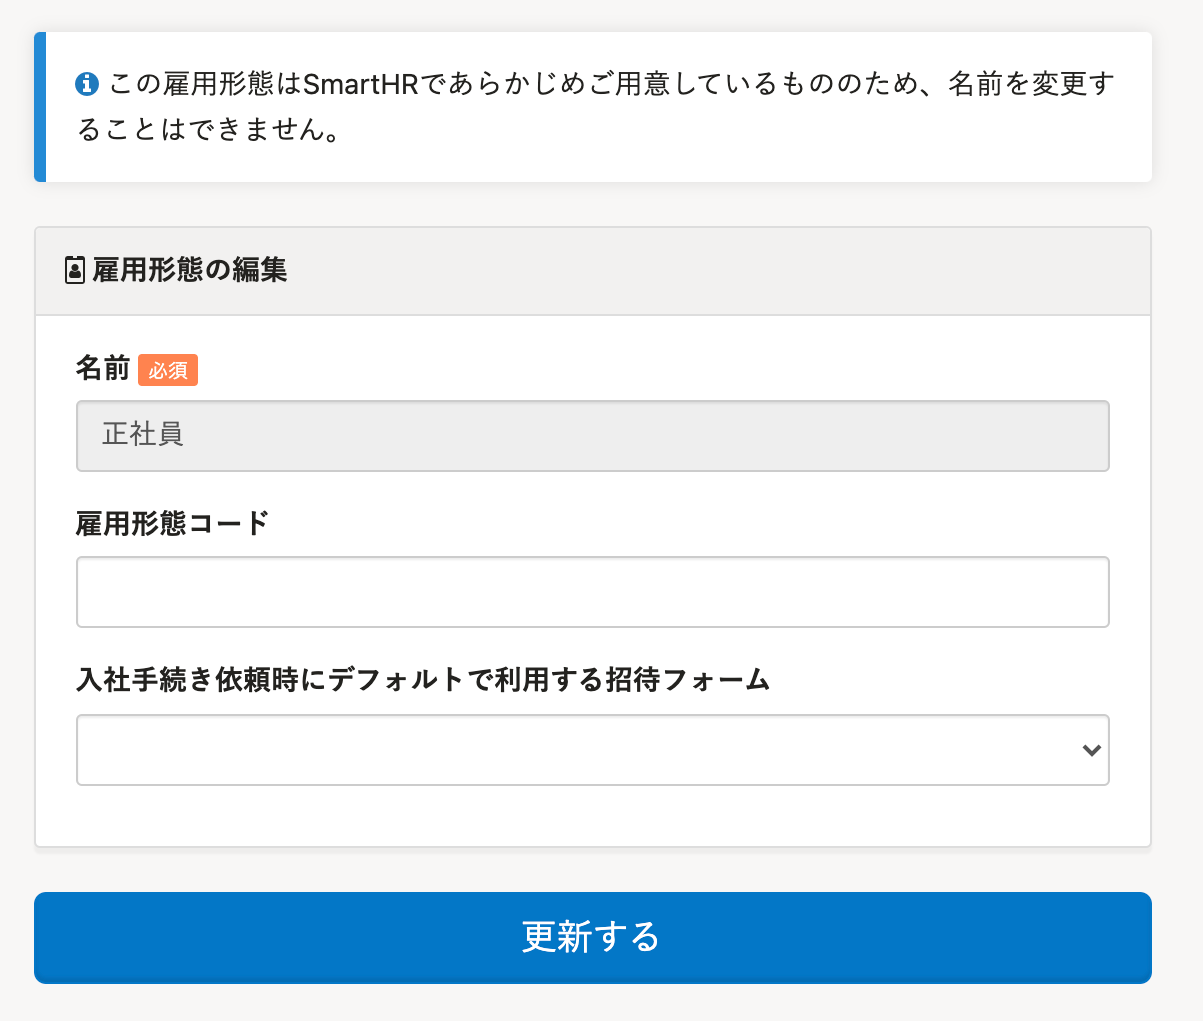 この雇用形態はSmartHRであらかじめご用意しているもののため、名前を変更す
ることはできません。
雇用形態の編集
名前 必須
正社員
雇用形態コード
入社手続き依頼時にデフォルトで利用する招待フォーム
更新する